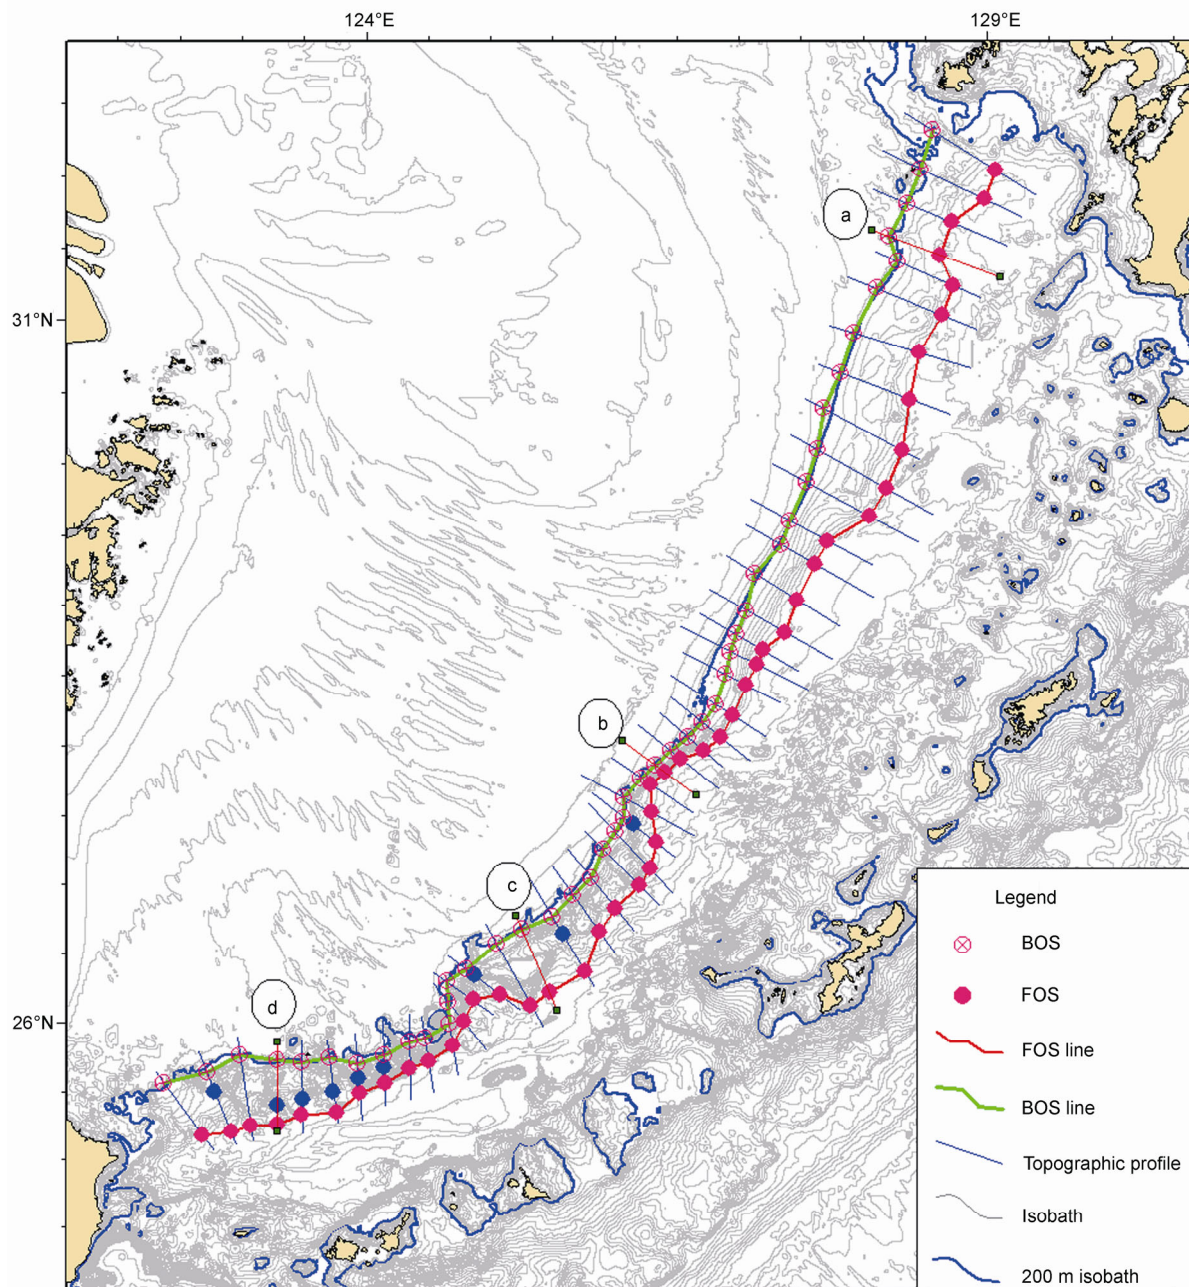 124°E
129°E
a
31°N
b
c
d
26°N
Legend
BOS
FOS
FOS line
BOS line
Topographic profile
Isobath
200 m isobath